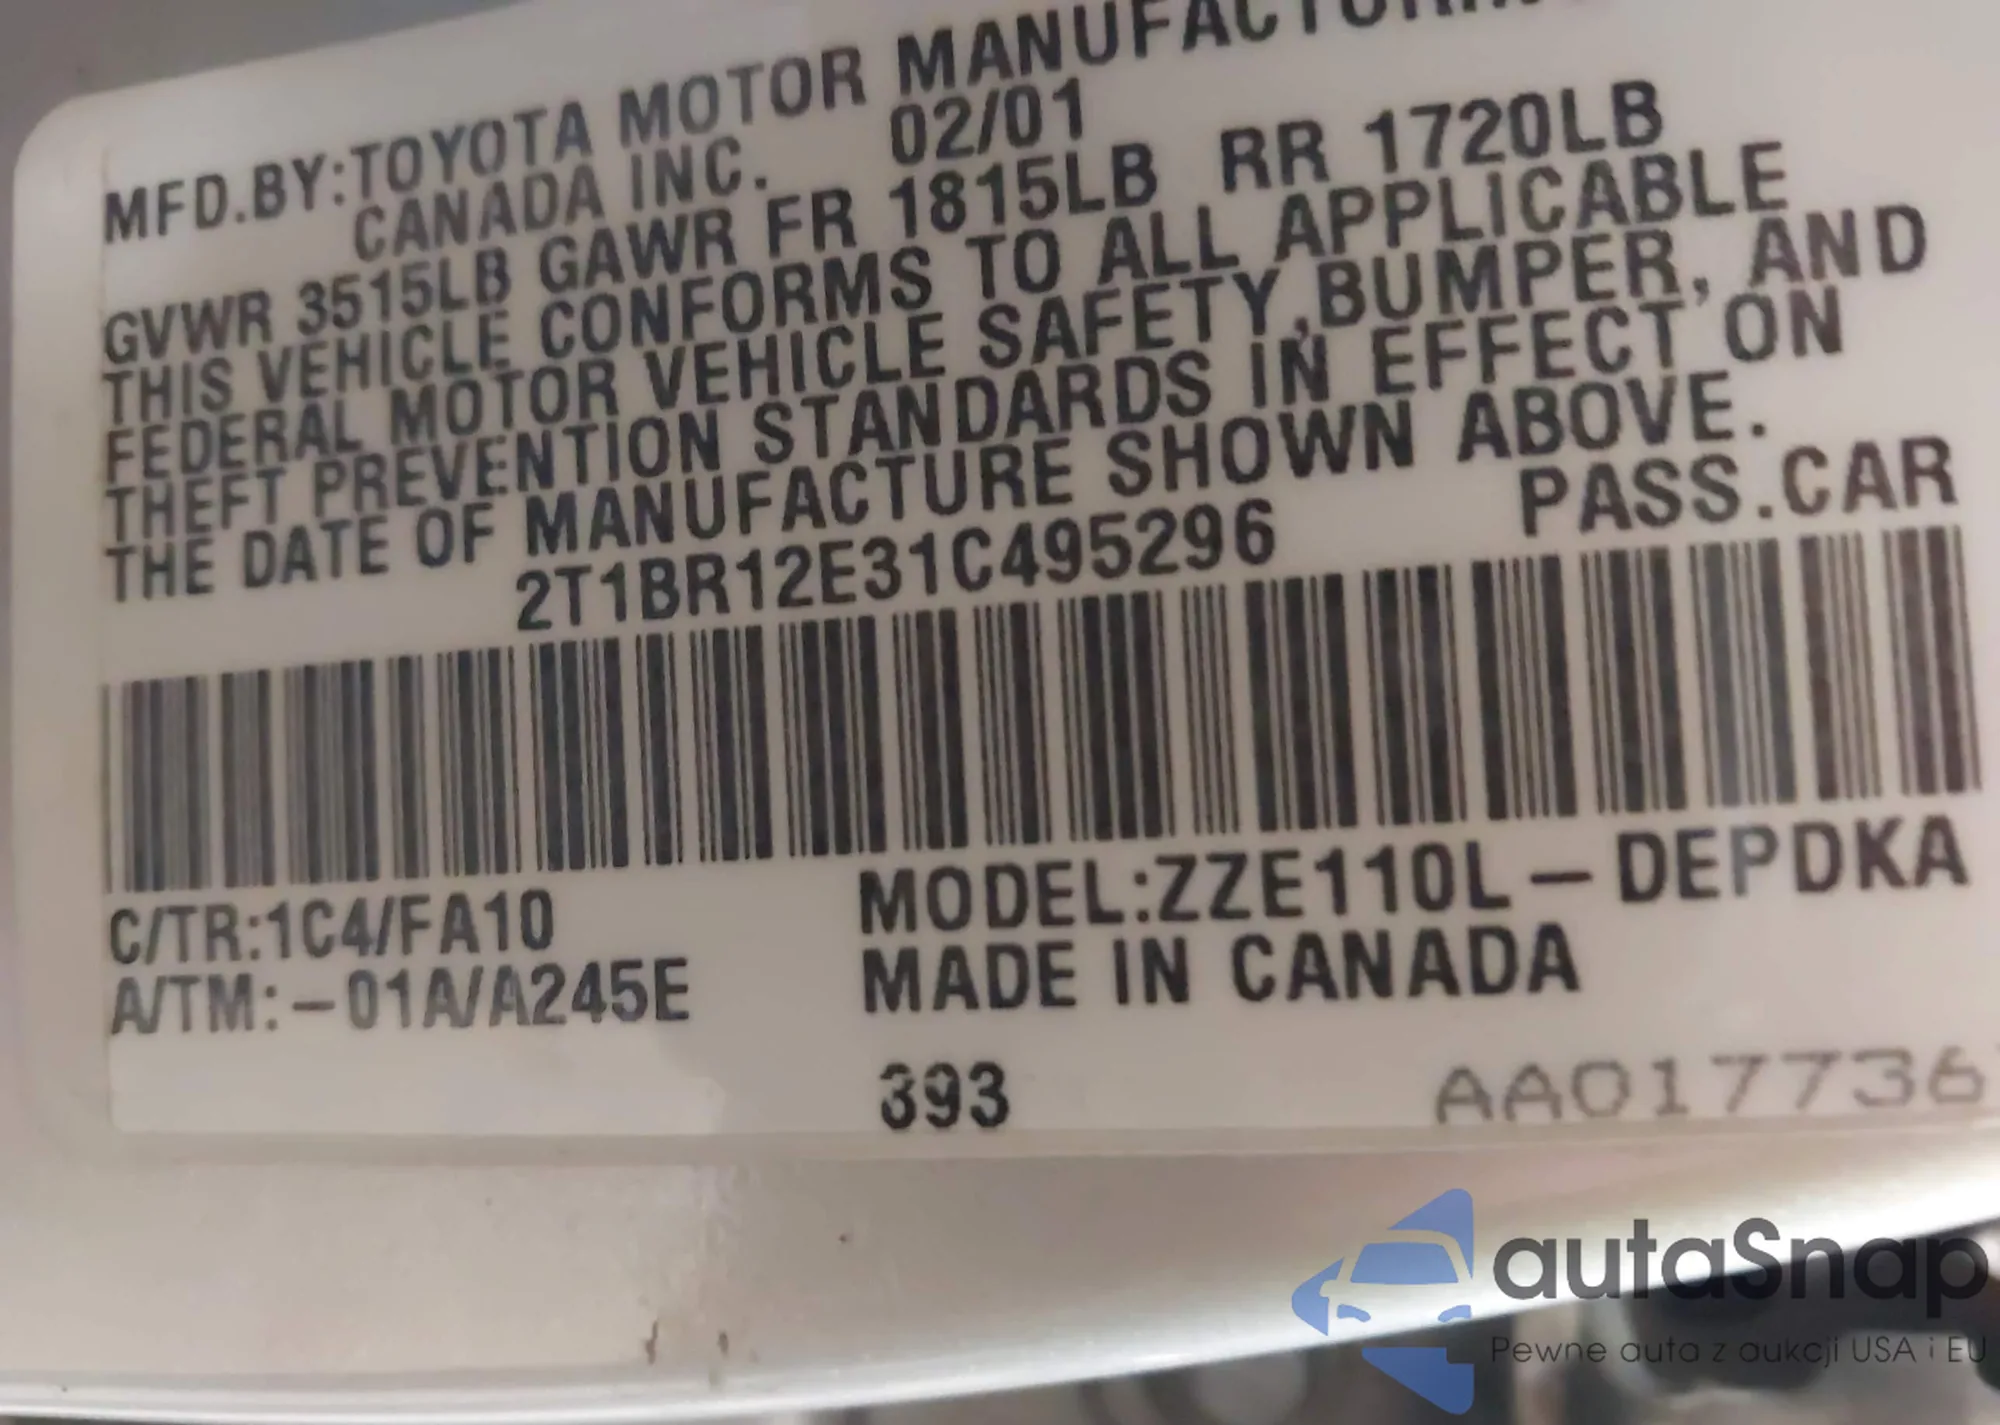 MFD.BY:TOYOTA MOTOR
CANADA INC. 02/01
GVWR 3515LB GAWR FR 1815LB RR 1720LB
THIS VEHICLE CONFORMS TO ALL APPLICABLE
FEDERAL MOTOR VEHICLE SAFETY,BUMPER, AND
THEFT PREVENTION STANDARDS IN EFFECT ON
THE DATE OF MANUFACTURE SHOWN ABOVE.
2T1BR12E31C495296 PASS.CAR
C/TR:1C4/FA10 MODEL:ZZE110L-DEPDKA
A/TM:-01A/A245E MADE IN CANADA
393 AA017736
autaSnap
Pewne auta z aukcji USA i EU